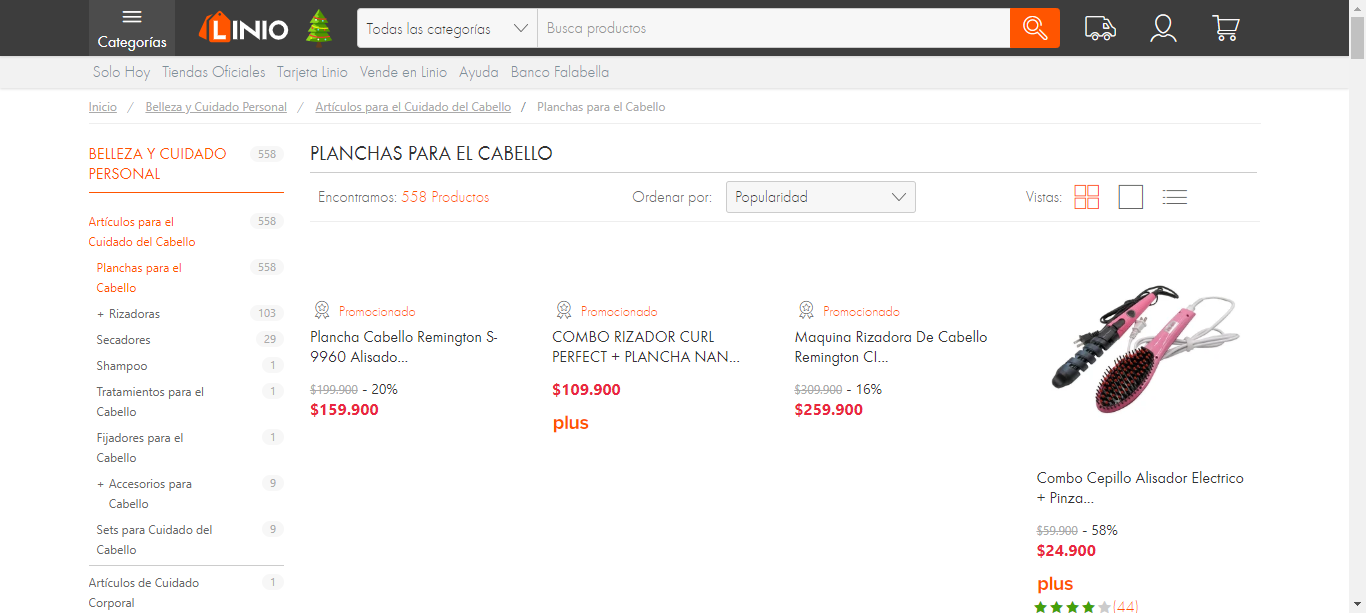 Categorías
LINIO
Todas las categorías
Busca productos
Solo Hoy Tiendas Oficiales Tarjeta Linio Vende en Linio Ayuda Banco Falabella
Inicio / Belleza y Cuidado Personal / Artículos para el Cuidado del Cabello / Planchas para el Cabello
BELLEZA Y CUIDADO 558
PERSONAL
Artículos para el 558
Cuidado del Cabello
Planchas para el 558
Cabello
+ Rizadoras 103
Secadores 29
Shampoo 1
Tratamientos para el 1
Cabello
Fijadores para el 1
Cabello
+ Accesorios para 9
Cabello
Sets para Cuidado del 9
Cabello
Artículos de Cuidado 1
Corporal
PLANCHAS PARA EL CABELLO
Encontramos: 558 Productos
Ordenar por: Popularidad
Vistas:
Promocionado
Plancha Cabello Remington S-
9960 Alisado...
$199.900 - 20%
$159.900
Promocionado
COMBO RIZADOR CURL
PERFECT + PLANCHA NAN...
$109.900
plus
Promocionado
Maquina Rizadora De Cabello
Remington CI...
$309.900 - 16%
$259.900
Combo Cepillo Alisador Electrico
+ Pinza...
$59.900 - 58%
$24.900
plus
(44)